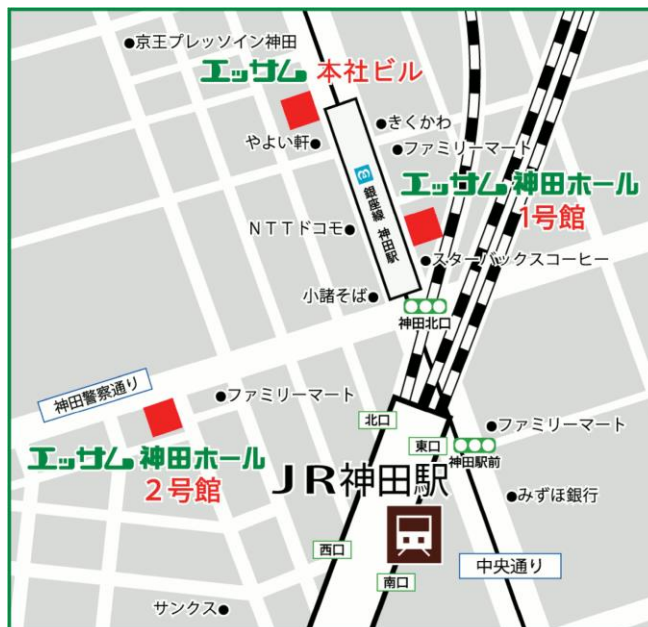 京王プレッソイン神田
エッサム 本社ビル
きくかわ
やよい軒
ファミリーマート
3
銀座線 神田駅
エッサム 神田ホール
1号館
NTTドコモ
スターバックスコーヒー
小諸そば
神田北口
神田警察通り
ファミリーマート
北口
ファミリーマート
東口
エッサム 神田ホール
2号館
神田駅前
JR神田駅
みずほ銀行
西口
中央通り
南口
サンクス